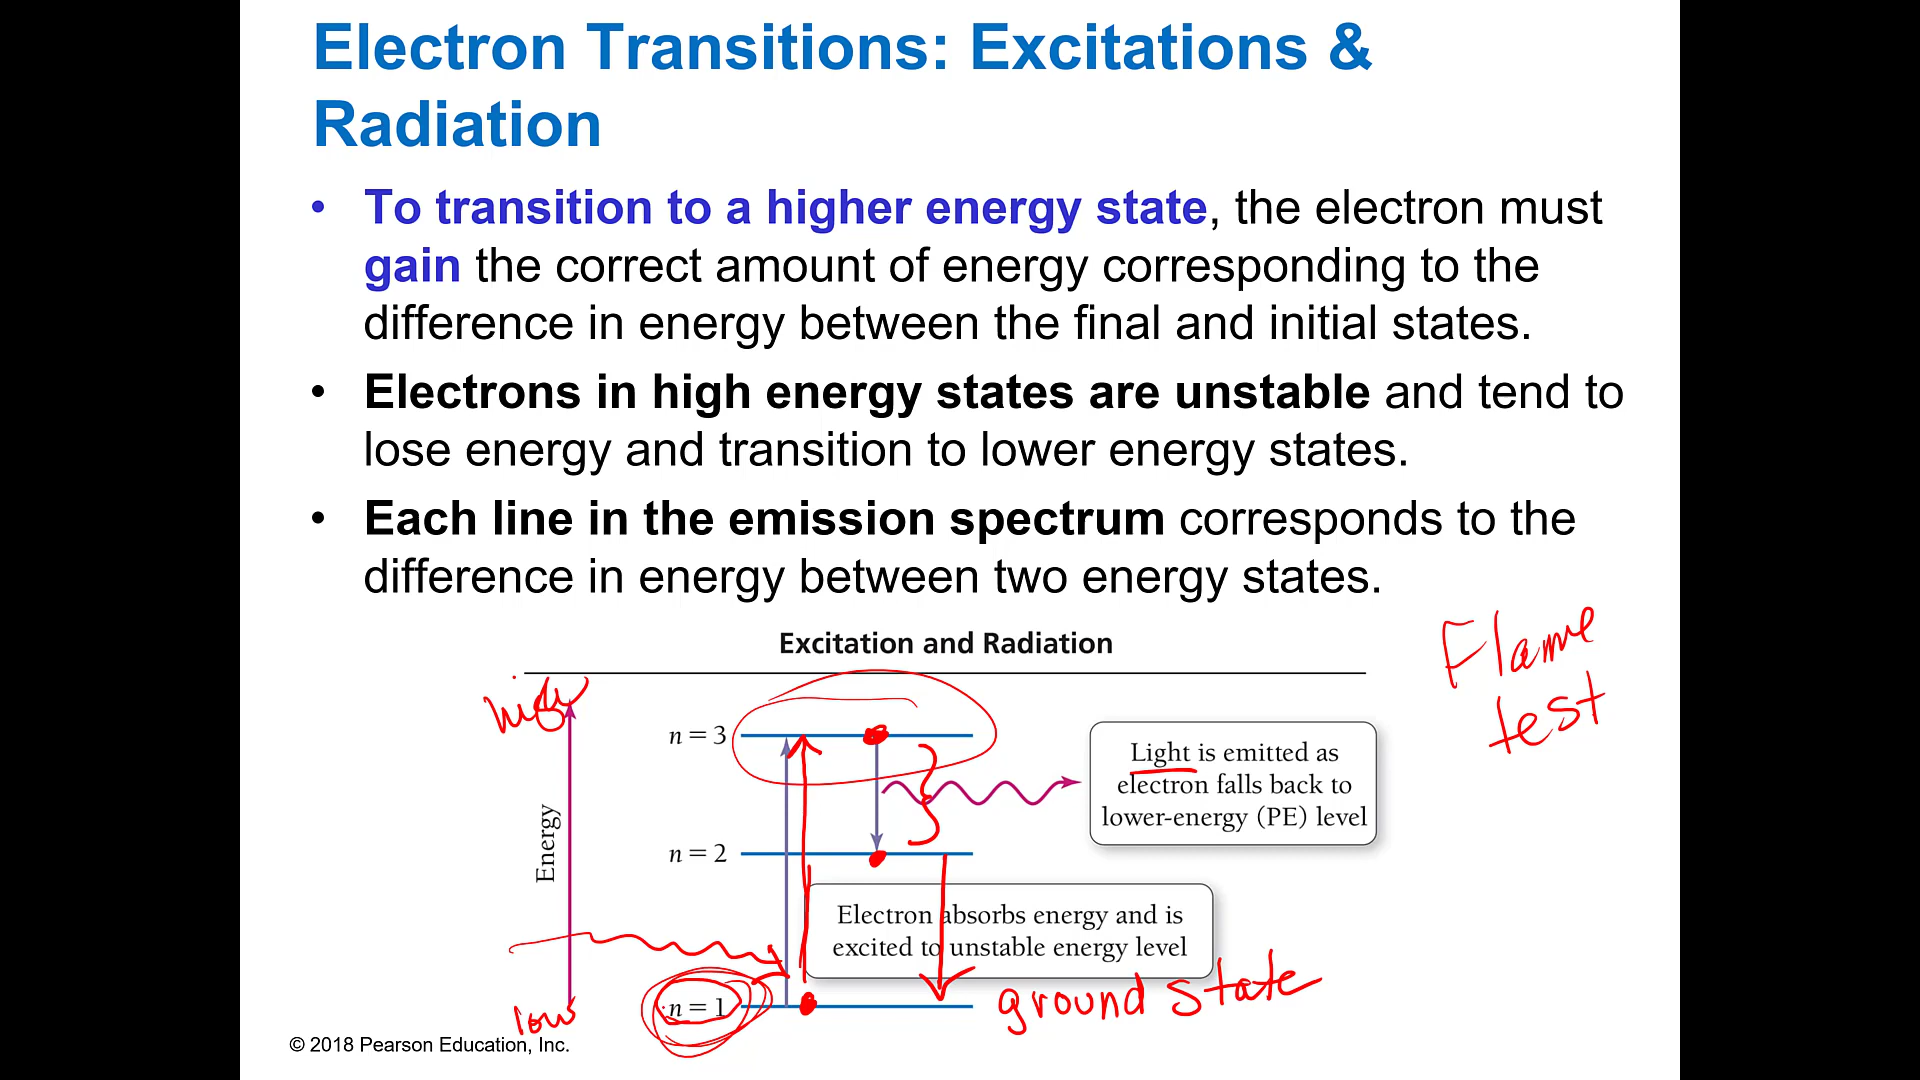 Electron Transitions: Excitations &
Radiation
• To transition to a higher energy state, the electron must
gain the correct amount of energy corresponding to the
difference in energy between the final and initial states.
• Electrons in high energy states are unstable and tend to
lose energy and transition to lower energy states.
• Each line in the emission spectrum corresponds to the
difference in energy between two energy states.
Flame
test
Excitation and Radiation
high
n = 3
Light is emitted as
electron falls back to
lower-energy (PE) level
Energy
n = 2
Electron absorbs energy and is
excited to unstable energy level
n = 1
ground state
low
© 2018 Pearson Education, Inc.